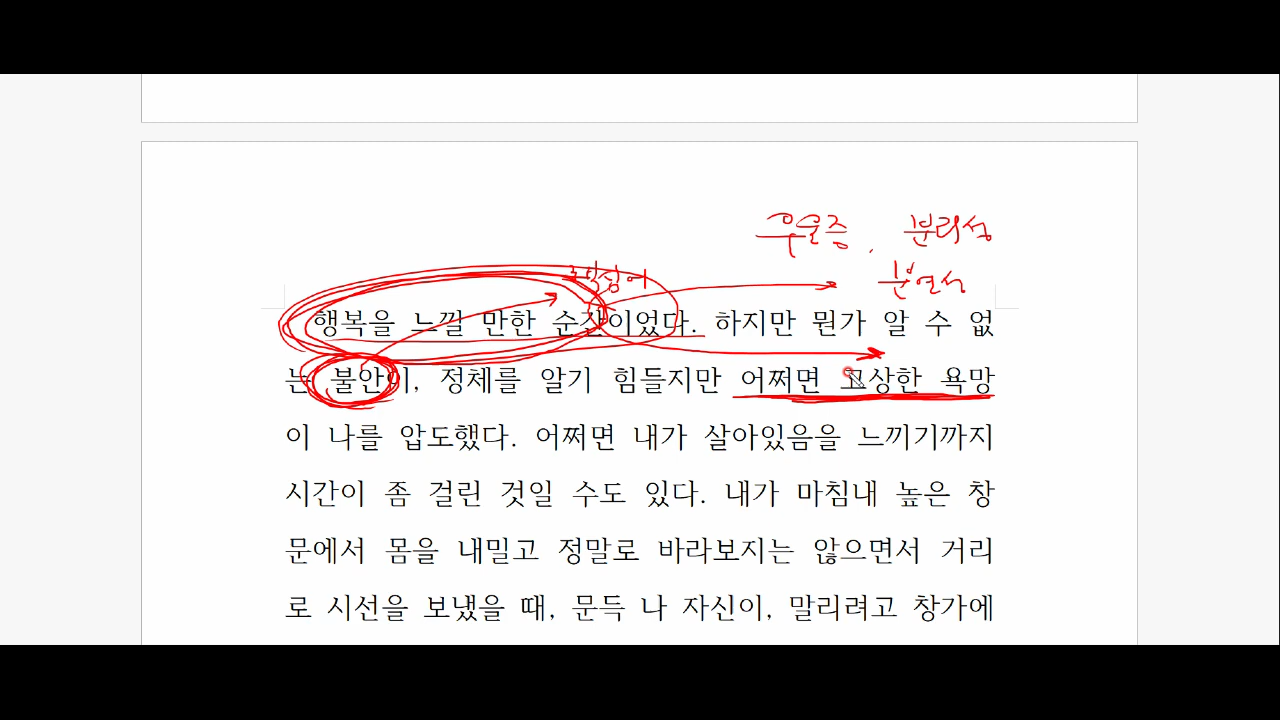 우울증, 분리성
분열성
행복을 느낄 만한 순간이었다. 하지만 뭔가 알 수 없
는 불안이, 정체를 알기 힘들지만 어쩌면 고상한 욕망
이 나를 압도했다. 어쩌면 내가 살아있음을 느끼기까지
시간이 좀 걸린 것일 수도 있다. 내가 마침내 높은 창
문에서 몸을 내밀고 정말로 바라보지는 않으면서 거리
로 시선을 보냈을 때, 문득 나 자신이, 말리려고 창가에